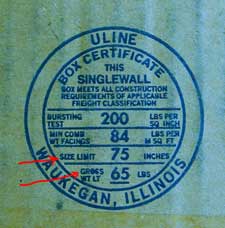 ULINE
BOX CERTIFICATE
THIS
SINGLEWALL
BOX MEETS ALL CONSTRUCTION
REQUIREMENTS OF APPLICABLE
FREIGHT CLASSIFICATION
BURSTING TEST 200 LBS PER SQ INCH
MIN COMB WT FACINGS 84 LBS PER M SQ FT
SIZE LIMIT 75 INCHES
GROSS WT LT 65 LBS
WAUKEGAN, ILLINOIS